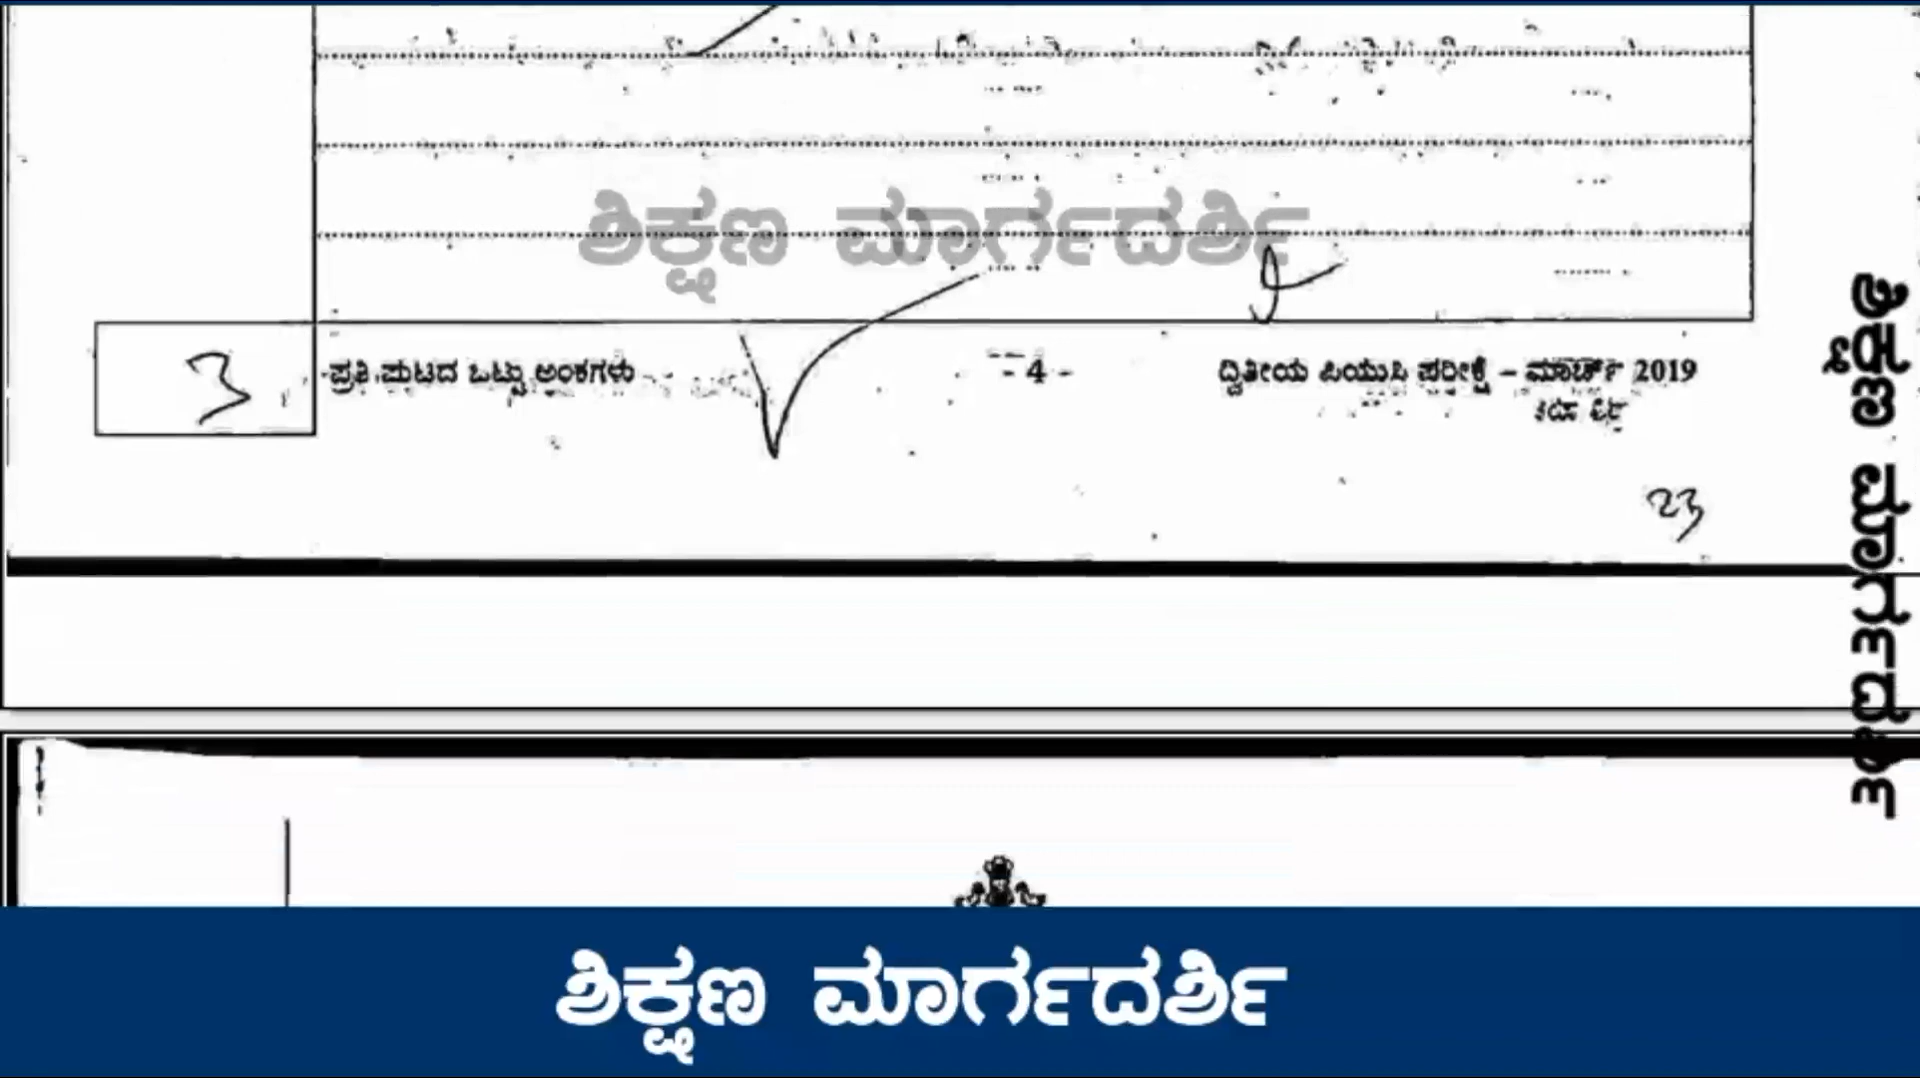 ಶಿಕ್ಷಣ ಮಾರ್ಗದರ್ಶಿ
3 ಪ್ರತಿ ಪುಟದ ಒಟ್ಟು ಅಂಕಗಳು - 4 - ದ್ವಿತೀಯ ಪಿಯುಸಿ ಪರೀಕ್ಷೆ – ಮಾರ್ಚ್ 2019
23
ಶಿಕ್ಷಣ ಮಾರ್ಗದರ್ಶಿ
ಶಿಕ್ಷಣ ಮಾರ್ಗದರ್ಶಿ